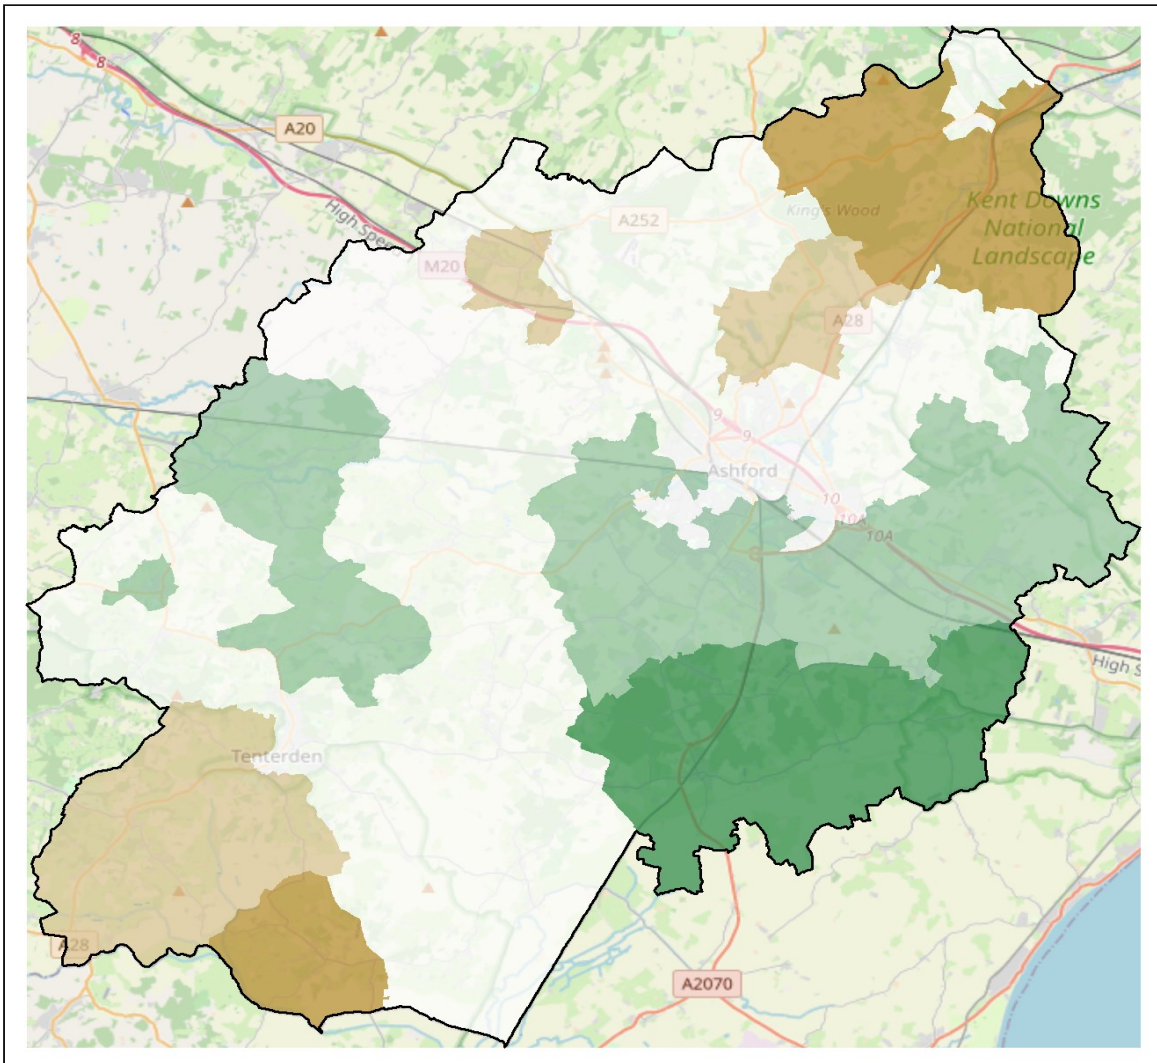 8
8
A20
High Speed
Kent Downs
National
Landscape
King's Wood
A252
M20
A28
9
9
Ashford
10
10A
10A
High S
Tenterden
A28
A2070